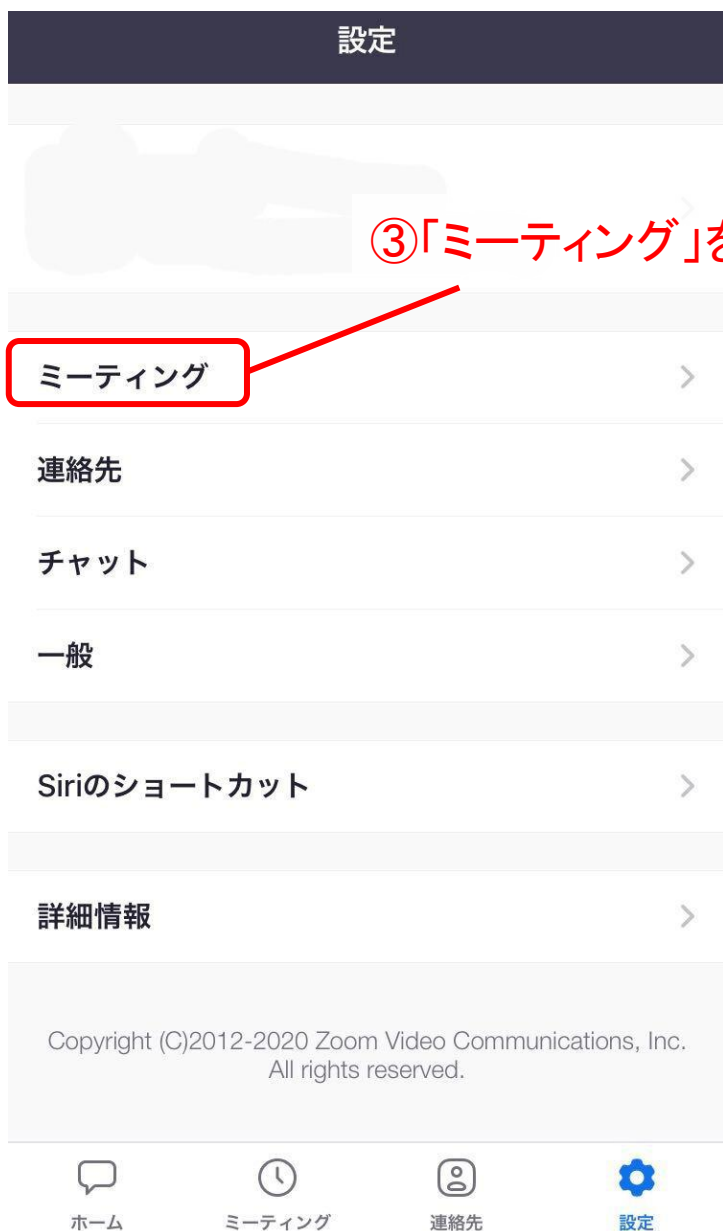 設定
③「ミーティング」を
ミーティング
連絡先
チャット
一般
Siriのショートカット
詳細情報
Copyright (C)2012-2020 Zoom Video Communications, Inc.
All rights reserved.
ホーム
ミーティング
連絡先
設定